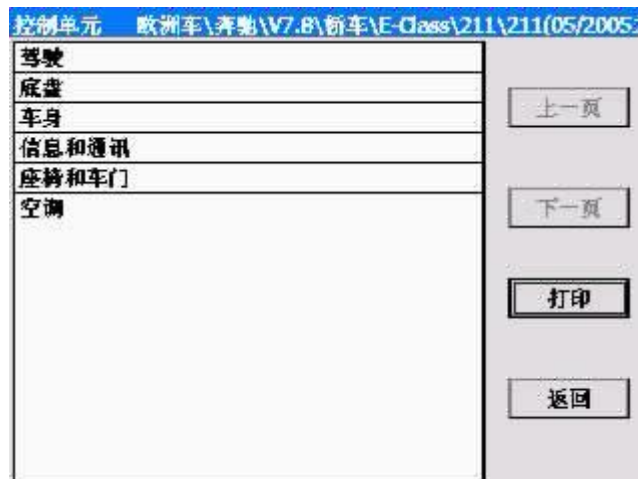 控制单元 欧洲车\奔驰\V7.8\轿车\E-Class\211\211(05/2005
驾驶
底盘
车身
信息和通讯
座椅和车门
空调
上一页
下一页
打印
返回